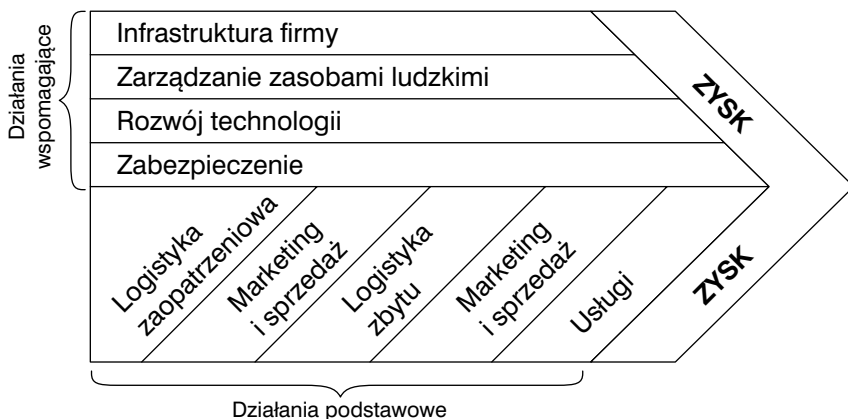 Działania
wspomagające
Infrastruktura firmy
Zarządzanie zasobami ludzkimi
Rozwój technologii
Zabezpieczenie
ZYSK
Logistyka
zaopatrzeniowa
Marketing
i sprzedaż
Logistyka
zbytu
Marketing
i sprzedaż
Usługi
ZYSK
Działania podstawowe